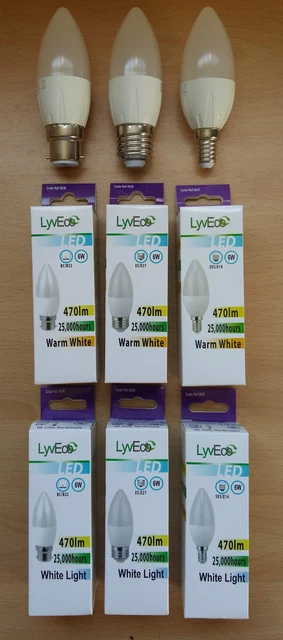 LyvEco
LED
BC/B22
6W
470lm
25,000hours
Warm White
LyvEco
LED
ES/E27
6W
470lm
25,000hours
Warm White
LyvEco
LED
SES/E14
6W
470lm
25,000hours
Warm White
LyvEco
LED
BC/B22
6W
470lm
25,000hours
White Light
LyvEco
LED
ES/E27
6W
470lm
25,000hours
White Light
LyvEco
LED
SES/E14
6W
470lm
25,000hours
White Light